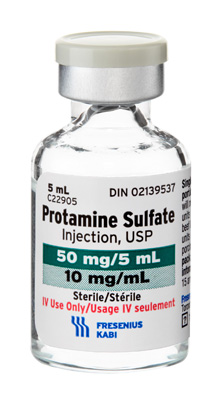 5 mL
C22905
DIN 02139537
Protamine Sulfate
Injection, USP
50 mg/5 mL
10 mg/mL
Sterile/Stérile
IV Use Only/Usage IV seulement
FRESENIUS
KABI